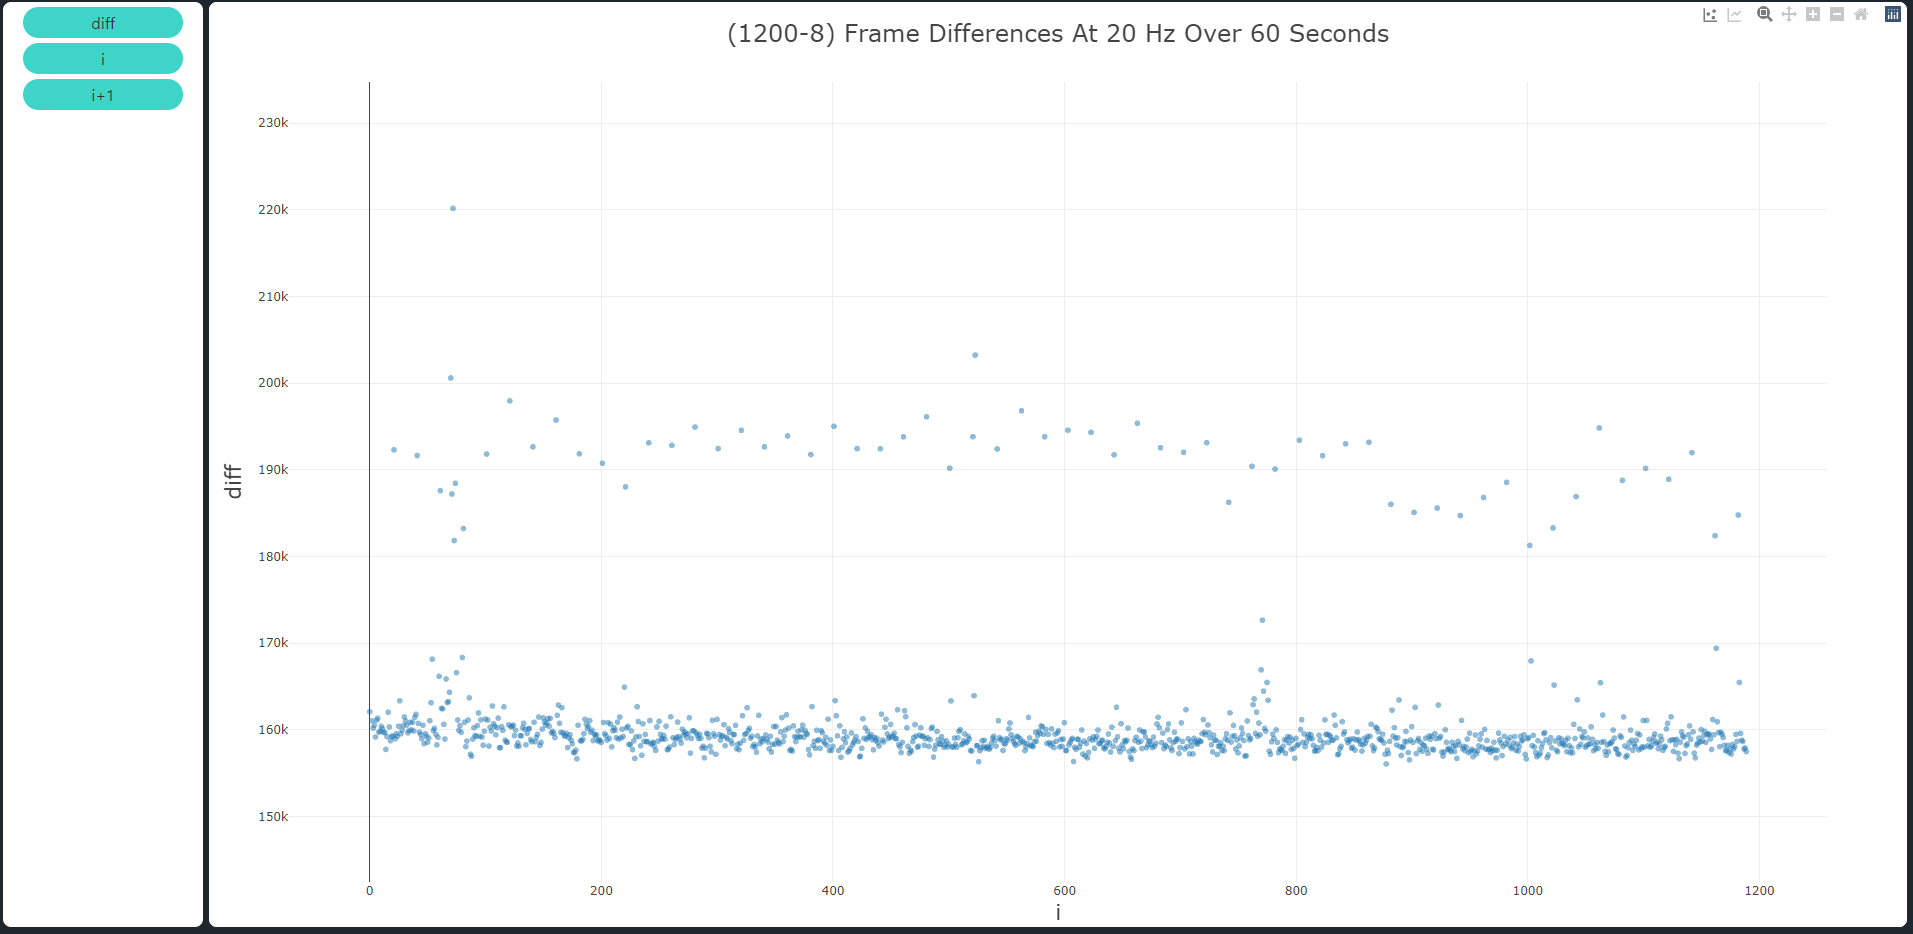 diff
i
i+1
(1200-8) Frame Differences At 20 Hz Over 60 Seconds
230k
220k
210k
200k
190k
180k
170k
160k
150k
diff
0 200 400 600 800 1000 1200
i